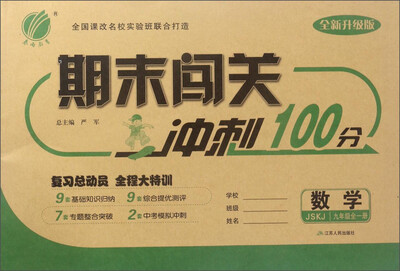 全国课改名校实验班联合打造
全新升级版
春雨教育
期末闯关
冲刺100分
总主编 严军
复习总动员 全程大特训
9套基础知识归纳 9套综合提优测评
7套专题整合突破 2套中考模拟冲刺
学校
班级
姓名
数学
JSKJ 九年级全一册
江苏人民出版社